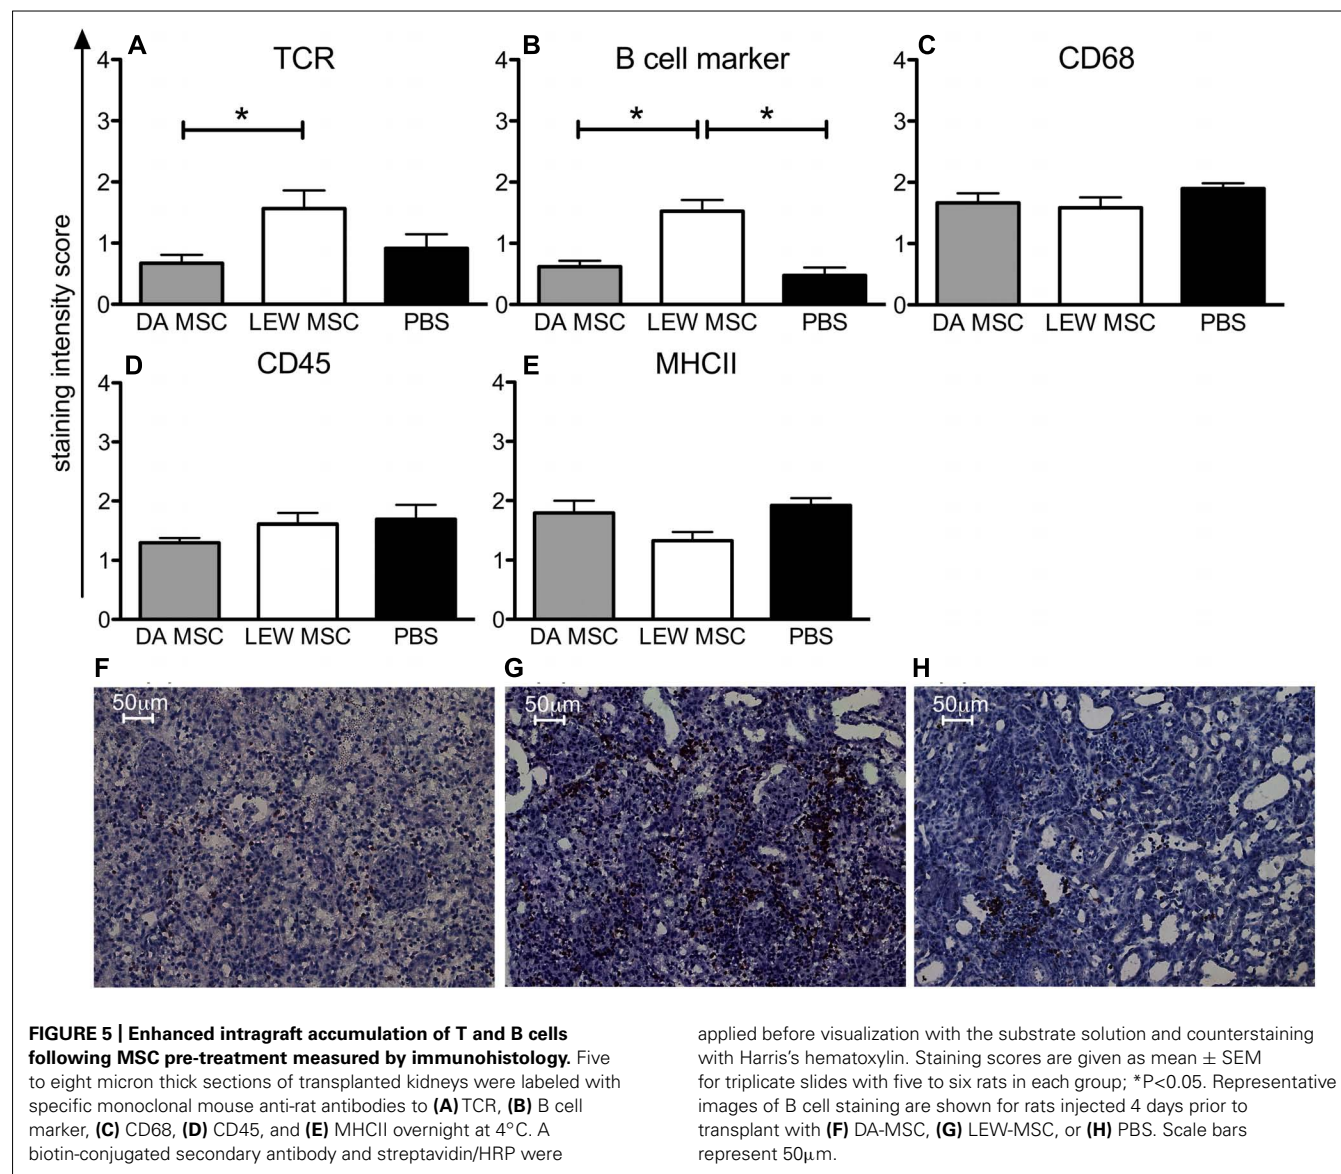 staining intensity score
A
TCR
4
3
2
1
0
*
DA MSC LEW MSC PBS
B
B cell marker
4
3
2
1
0
* *
DA MSC LEW MSC PBS
C
CD68
4
3
2
1
0
DA MSC LEW MSC PBS
D
CD45
4
3
2
1
0
DA MSC LEW MSC PBS
E
MHCII
4
3
2
1
0
DA MSC LEW MSC PBS
F
50μm
G
50μm
H
50μm
FIGURE 5 | Enhanced intragraft accumulation of T and B cells
following MSC pre-treatment measured by immunohistology. Five
to eight micron thick sections of transplanted kidneys were labeled with
specific monoclonal mouse anti-rat antibodies to (A) TCR, (B) B cell
marker, (C) CD68, (D) CD45, and (E) MHCII overnight at 4°C. A
biotin-conjugated secondary antibody and streptavidin/HRP were
applied before visualization with the substrate solution and counterstaining
with Harris's hematoxylin. Staining scores are given as mean ± SEM
for triplicate slides with five to six rats in each group; *P<0.05. Representative
images of B cell staining are shown for rats injected 4 days prior to
transplant with (F) DA-MSC, (G) LEW-MSC, or (H) PBS. Scale bars
represent 50μm.